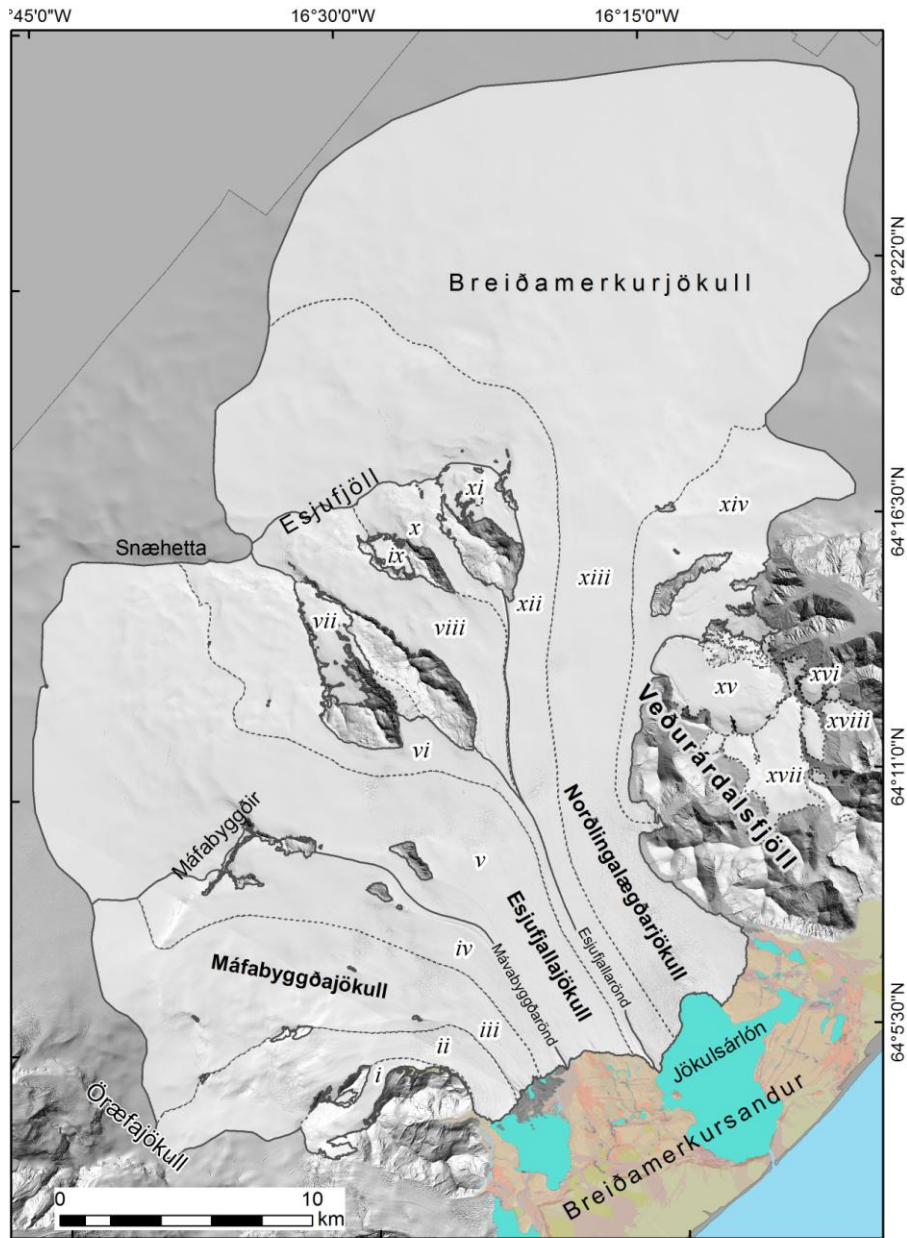 °45'0"W 16°30'0"W 16°15'0"W
Breiðamerkurjökull
64°22'0"N
Esjufjöll
xi
xiv
64°16'30"N
x
Snæhetta
ix
xii
xiii
vii
viii
xv
xvi
xviii
Veðurárdalsfjöll
vi
xvii
64°11'0"N
Máfabyggðir
Norðlingalægðarjökull
v
Esjufjallajökull
Esjufjallarönd
iv
Máfabyggðajökull
Mávabyggðarönd
iii
64°5'30"N
ii
Jökulsárlón
i
Öræfajökull
Breiðamerkursandur
0 10
km